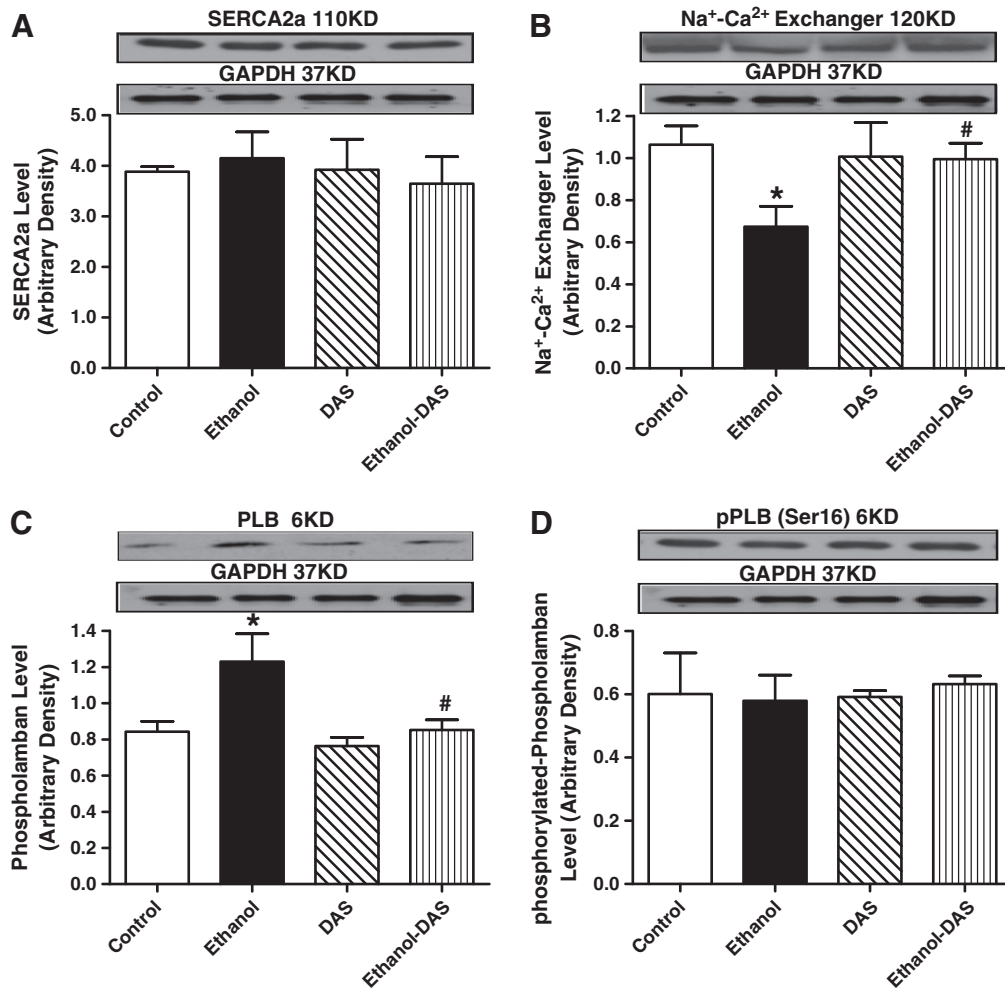 A
SERCA2a 110KD
GAPDH 37KD
SERCA2a Level
(Arbitrary Density)
5.0
4.0
3.0
2.0
1.0
0.0
Control
Ethanol
DAS
Ethanol-DAS
B
Na⁺-Ca²⁺ Exchanger 120KD
GAPDH 37KD
Na⁺-Ca²⁺ Exchanger Level
(Arbitrary Density)
1.2
1.0
0.8
0.6
0.4
0.2
0.0
*
#
Control
Ethanol
DAS
Ethanol-DAS
C
PLB 6KD
GAPDH 37KD
Phospholamban Level
(Arbitrary Density)
1.4
1.2
1.0
0.8
0.6
0.4
0.2
0.0
*
#
Control
Ethanol
DAS
Ethanol-DAS
D
pPLB (Ser16) 6KD
GAPDH 37KD
phosphorylated-Phospholamban
Level (Arbitrary Density)
0.8
0.6
0.4
0.2
0.0
Control
Ethanol
DAS
Ethanol-DAS